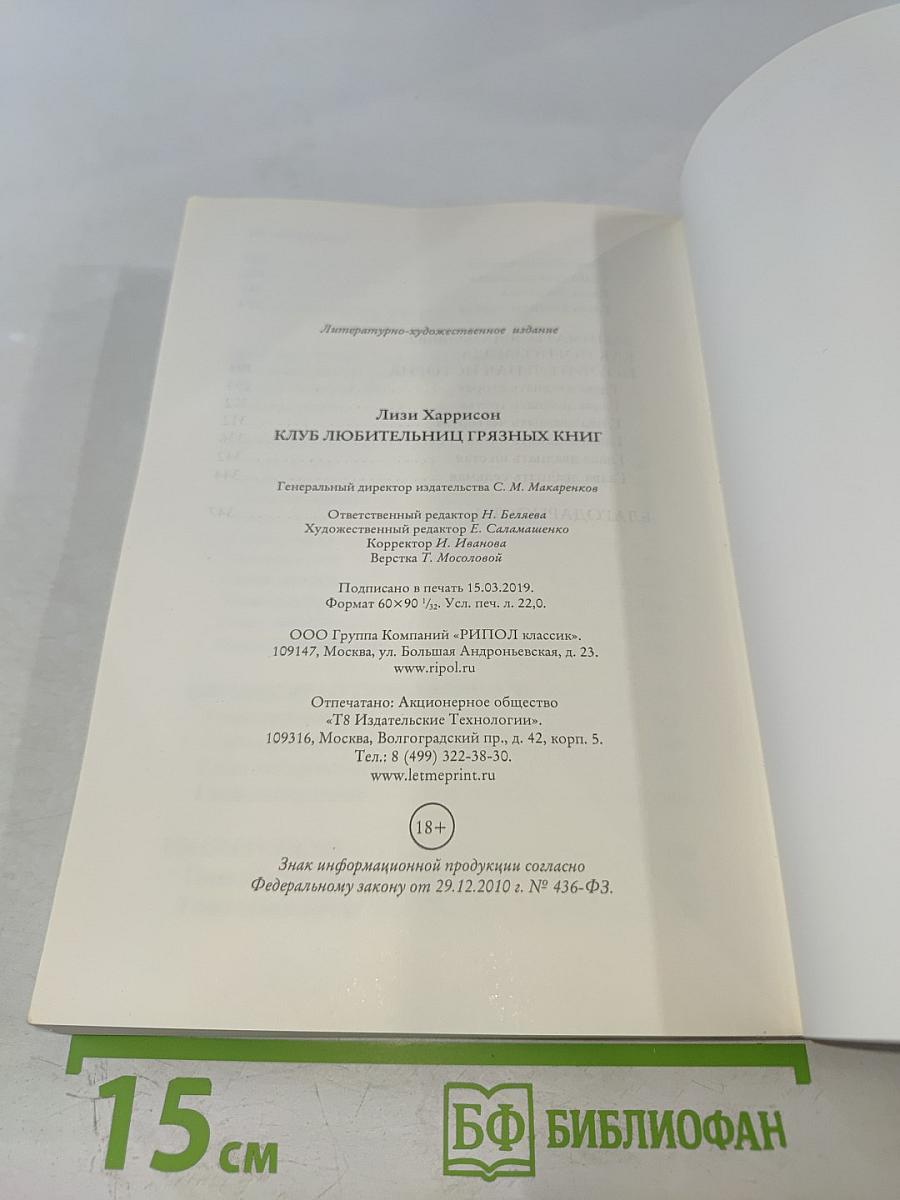 Литературно-художественное издание
Лизи Харрисон
КЛУБ ЛЮБИТЕЛЬНИЦ ГРЯЗНЫХ КНИГ
Генеральный директор издательства С. М. Макаренков
Ответственный редактор Н. Беляева
Художественный редактор Е. Саламашенко
Корректор И. Иванова
Верстка Т. Мосоловой
Подписано в печать 15.03.2019.
Формат 60×90 1/32. Усл. печ. л. 22,0.
ООО Группа Компаний «РИПОЛ классик».
109147, Москва, ул. Большая Андроньевская, д. 23.
www.ripol.ru
Отпечатано: Акционерное общество
«Т8 Издательские Технологии».
109316, Москва, Волгоградский пр., д. 42, корп. 5.
Тел.: 8 (499) 322-38-30.
www.letmeprint.ru
18+
Знак информационной продукции согласно
Федеральному закону от 29.12.2010 г. № 436-ФЗ.
15 см
БФ БИБЛИОФАН